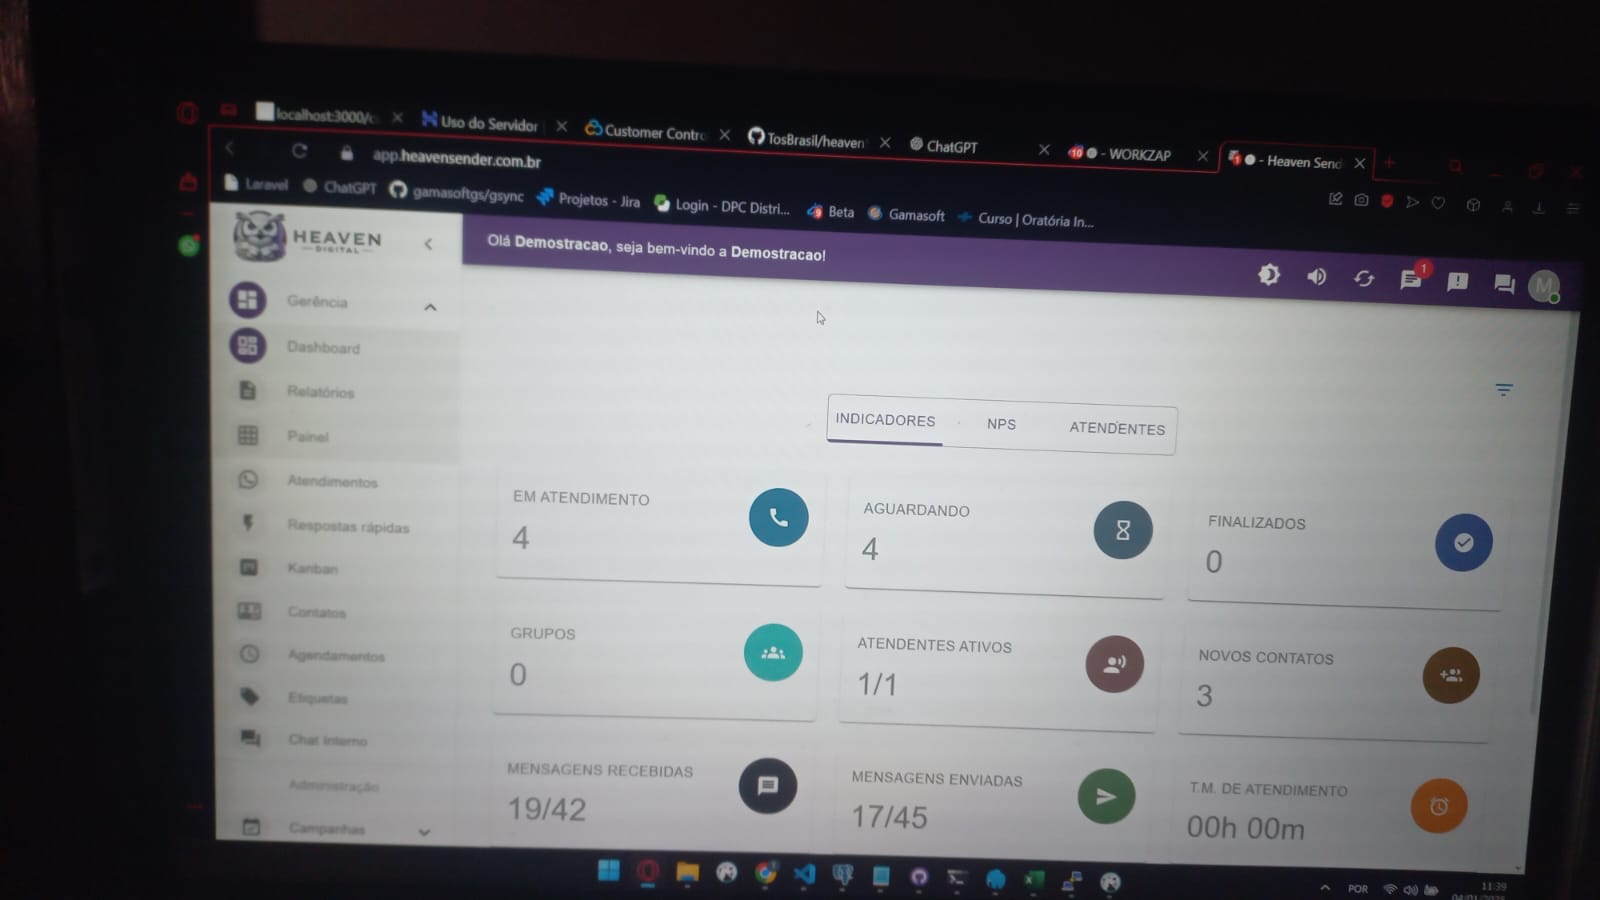 localhost:3000/
Uso do Servidor
Customer Contro
TosBrasil/heaven
ChatGPT
10
- WORKZAP
- Heaven Send
app.heavensender.com.br
Laravel
ChatGPT
gamasoftgs/gsync
Projetos - Jira
Login - DPC Distri...
Beta
Gamasoft
Curso | Oratória In...
HEAVEN
DIGITAL
Olá Demostracao, seja bem-vindo a Demostracao!
1
M
Gerência
Dashboard
Relatórios
Painel
Atendimentos
Respostas rápidas
Kanban
Contatos
Agendamentos
Etiquetas
Chat Interno
Administração
Campanhas
INDICADORES
NPS
ATENDENTES
EM ATENDIMENTO
4
AGUARDANDO
4
FINALIZADOS
0
GRUPOS
0
ATENDENTES ATIVOS
1/1
NOVOS CONTATOS
3
MENSAGENS RECEBIDAS
19/42
MENSAGENS ENVIADAS
17/45
T.M. DE ATENDIMENTO
00h 00m
POR
11:39